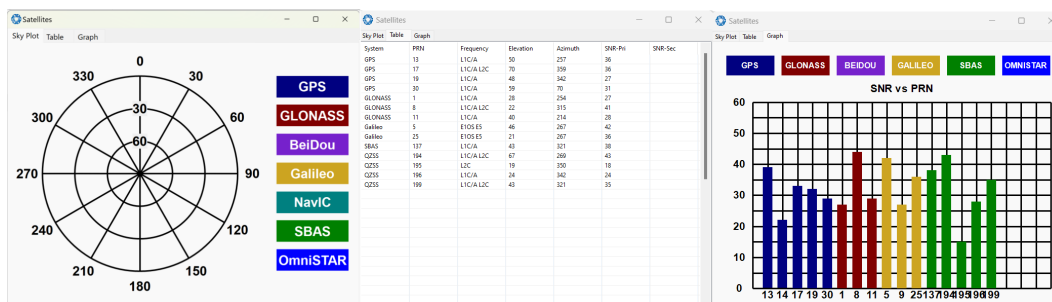 Satellites
Sky Plot Table Graph
0
330 30
300 60
30
60
270 90
240 120
210 150
180
GPS
GLONASS
BeiDou
Galileo
NavIC
SBAS
OmniSTAR
Satellites
Sky Plot Table Graph
System PRN Frequency Elevation Azimuth SNR-Pri SNR-Sec
GPS 13 L1C/A 50 257 36
GPS 17 L1C/A L2C 70 359 36
GPS 19 L1C/A 48 342 27
GPS 30 L1C/A 59 70 31
GLONASS 1 L1C/A 28 254 27
GLONASS 8 L1C/A L2C 22 315 41
GLONASS 11 L1C/A 40 214 28
Galileo 5 E1OS E5 46 267 42
Galileo 25 E1OS E5 21 267 36
SBAS 137 L1C/A 43 321 38
QZSS 194 L1C/A L2C 67 269 43
QZSS 195 L2C 19 350 18
QZSS 196 L1C/A 24 342 24
QZSS 199 L1C/A L2C 43 321 35
Satellites
Sky Plot Table Graph
GPS GLONASS BEIDOU GALILEO SBAS OMNISTAR
SNR vs PRN
60
50
40
30
20
10
0
13 14 17 19 30 1 8 11 5 9 25 137 194 195 196 199